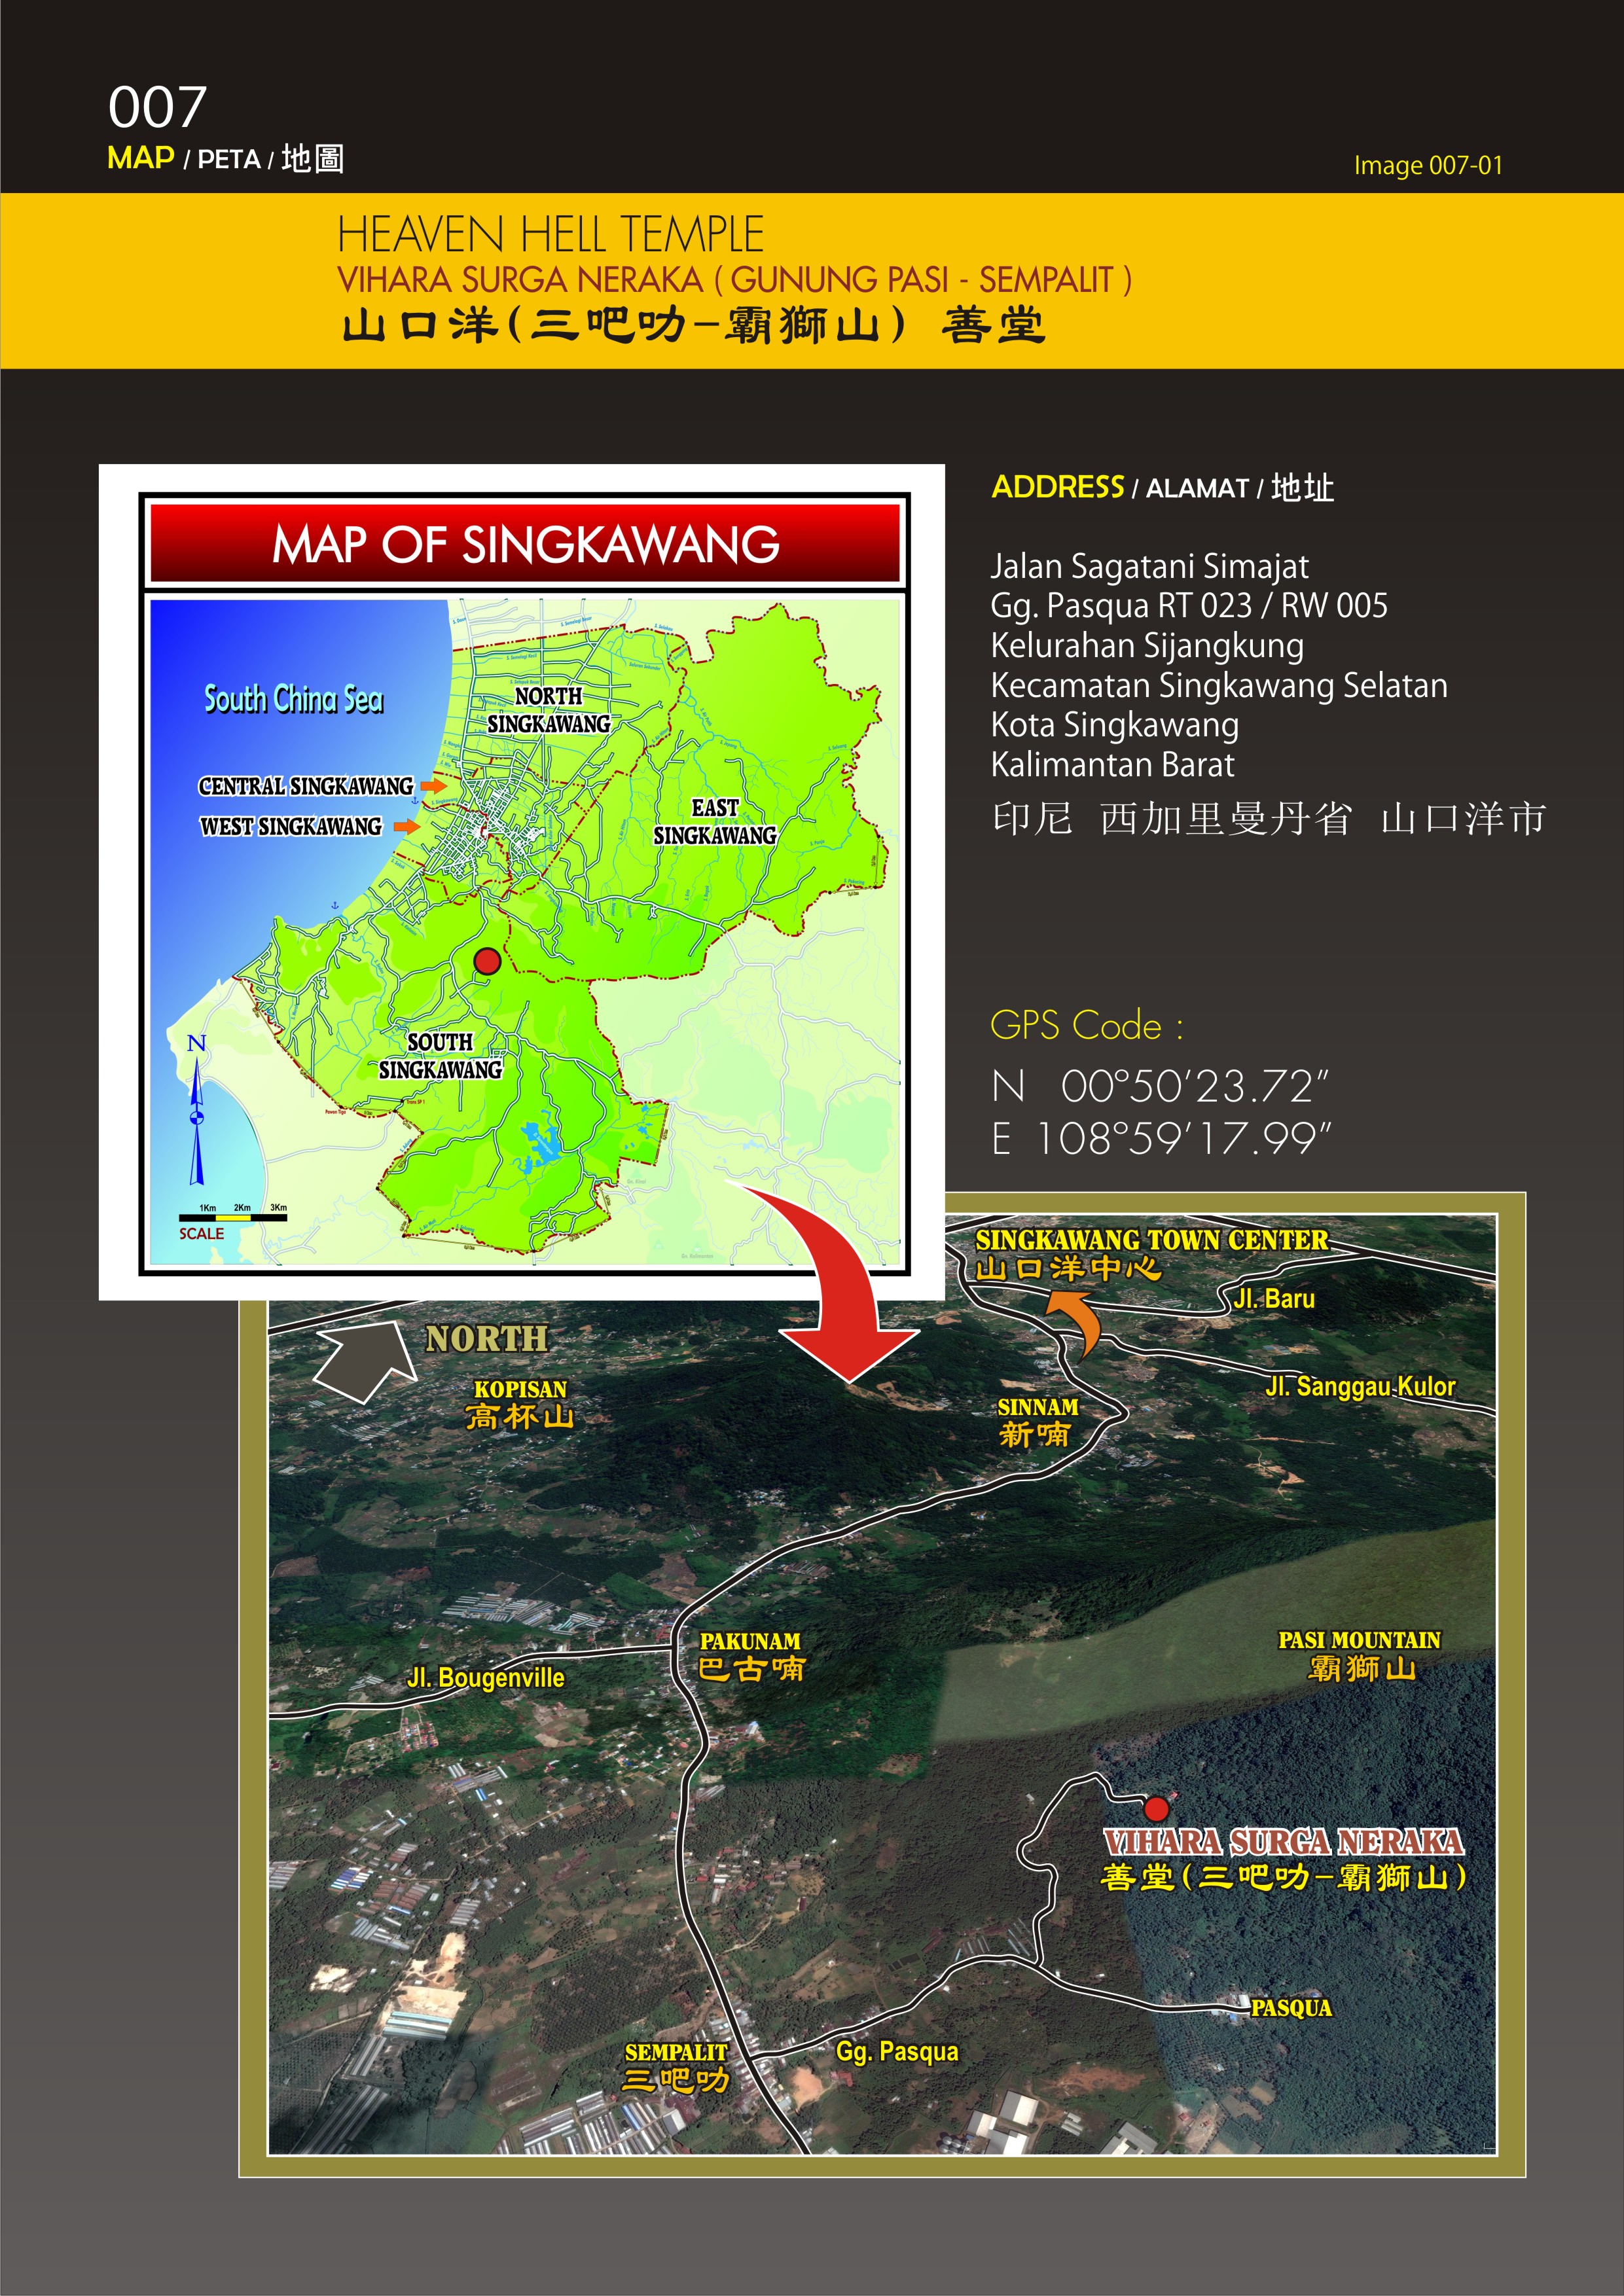 007
MAP / PETA / 地圖
Image 007-01
HEAVEN HELL TEMPLE
VIHARA SURGA NERAKA ( GUNUNG PASI - SEMPALIT )
山口洋(三吧叻-霸獅山) 善堂
MAP OF SINGKAWANG
South China Sea
NORTH
SINGKAWANG
CENTRAL SINGKAWANG
WEST SINGKAWANG
EAST
SINGKAWANG
SOUTH
SINGKAWANG
N
1Km 2Km 3Km
SCALE
ADDRESS / ALAMAT / 地址
Jalan Sagatani Simajat
Gg. Pasqua RT 023 / RW 005
Kelurahan Sijangkung
Kecamatan Singkawang Selatan
Kota Singkawang
Kalimantan Barat
印尼 西加里曼丹省 山口洋市
GPS Code :
N 00°50'23.72"
E 108°59'17.99"
SINGKAWANG TOWN CENTER
山口洋中心
Jl. Baru
NORTH
KOPISAN
高杯山
Jl. Sanggau Kulor
SINNAM
新喃
PAKUNAM
巴古喃
Jl. Bougenville
PASI MOUNTAIN
霸獅山
VIHARA SURGA NERAKA
善堂(三吧叻-霸獅山)
PASQUA
Gg. Pasqua
SEMPALIT
三吧叻